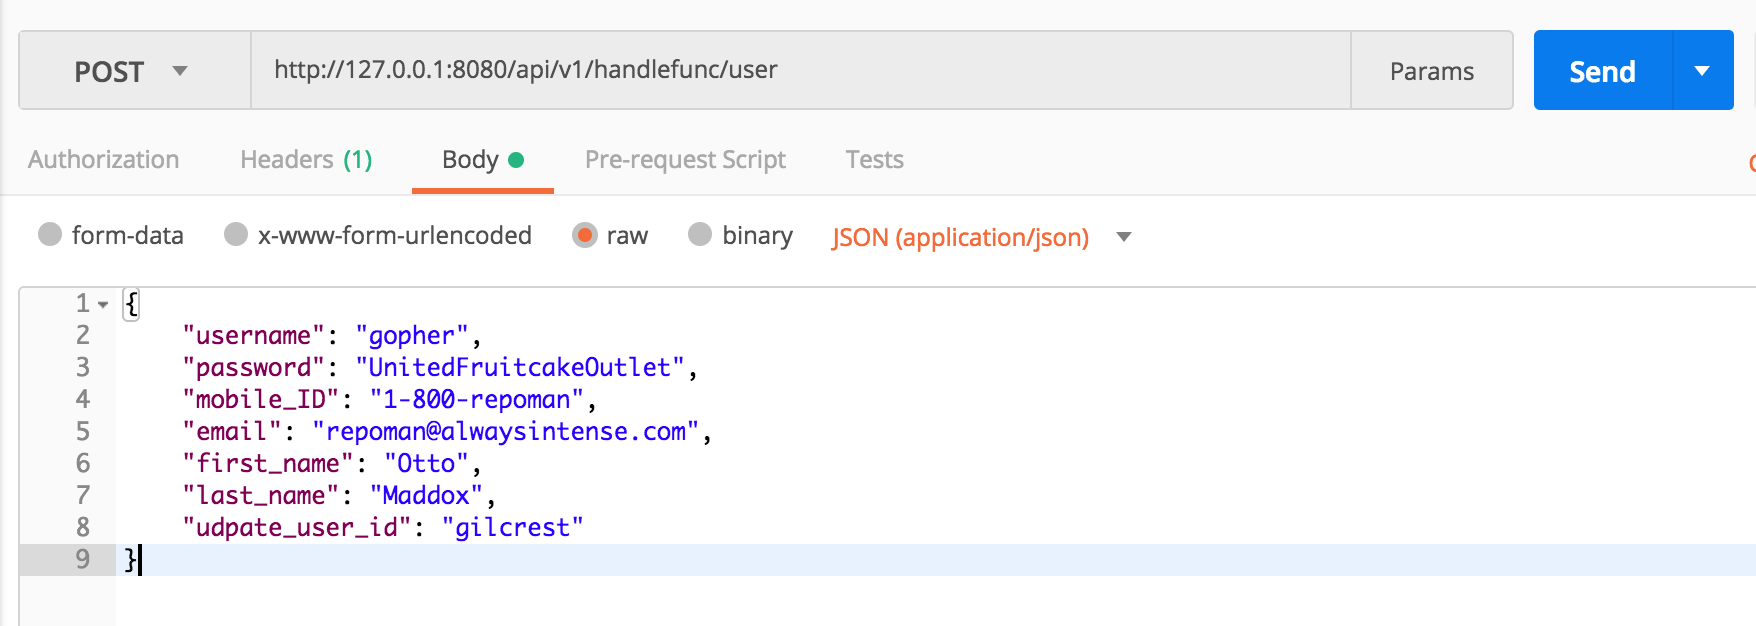 POST http://127.0.0.1:8080/api/v1/handlefunc/user Params Send
Authorization Headers (1) Body Pre-request Script Tests
form-data x-www-form-urlencoded raw binary JSON (application/json)
1 {
2 "username": "gopher",
3 "password": "UnitedFruitcakeOutlet",
4 "mobile_ID": "1-800-repoman",
5 "email": "repoman@alwaysintense.com",
6 "first_name": "Otto",
7 "last_name": "Maddox",
8 "udpate_user_id": "gilcrest"
9 }